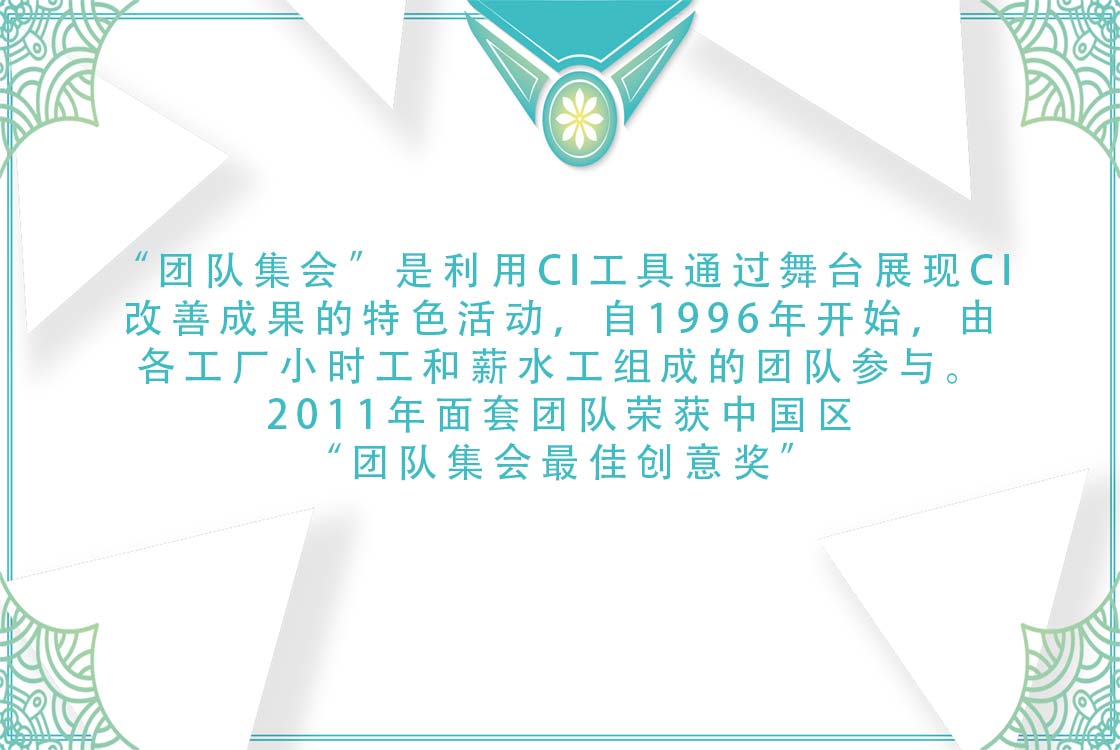 “团队集会”是利用CI工具通过舞台展现CI
改善成果的特色活动，自1996年开始，由
各工厂小时工和薪水工组成的团队参与。
2011年面套团队荣获中国区
“团队集会最佳创意奖”